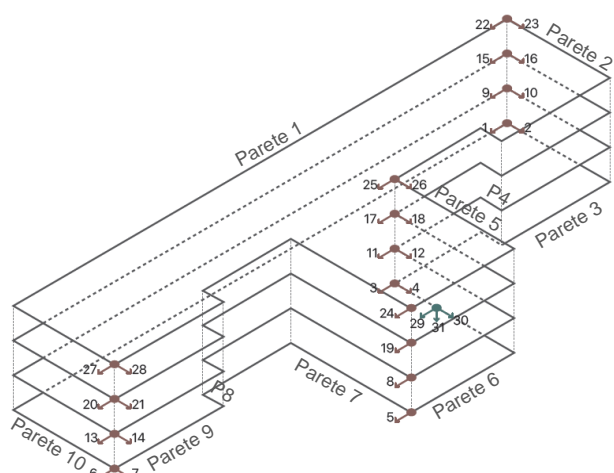 22 23
Parete 2
15 16
9 10
Parete 1
1 2
25 26
P4
Parete 5
17 18
Parete 3
11 12
3 4
24
29 30
31
19
27 28
Parete 7
8
P8
Parete 6
20 21
5
13 14
Parete 10
Parete 9
6 7